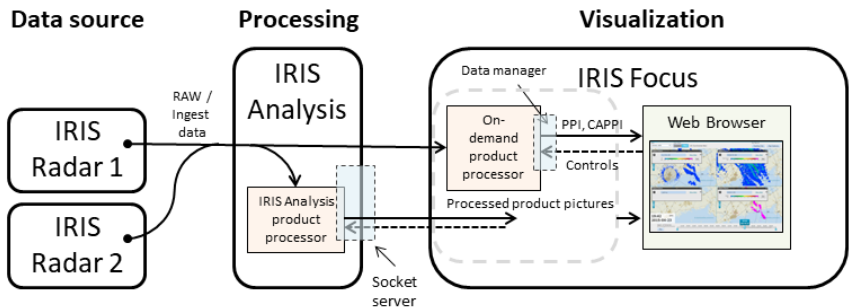 Data source
Processing
Visualization
IRIS
Radar 1
IRIS
Radar 2
RAW /
Ingest
data
IRIS
Analysis
IRIS Analysis
product
processor
Socket
server
IRIS Focus
Data manager
On-
demand
product
processor
PPI, CAPPI
Controls
Processed product pictures
Web Browser